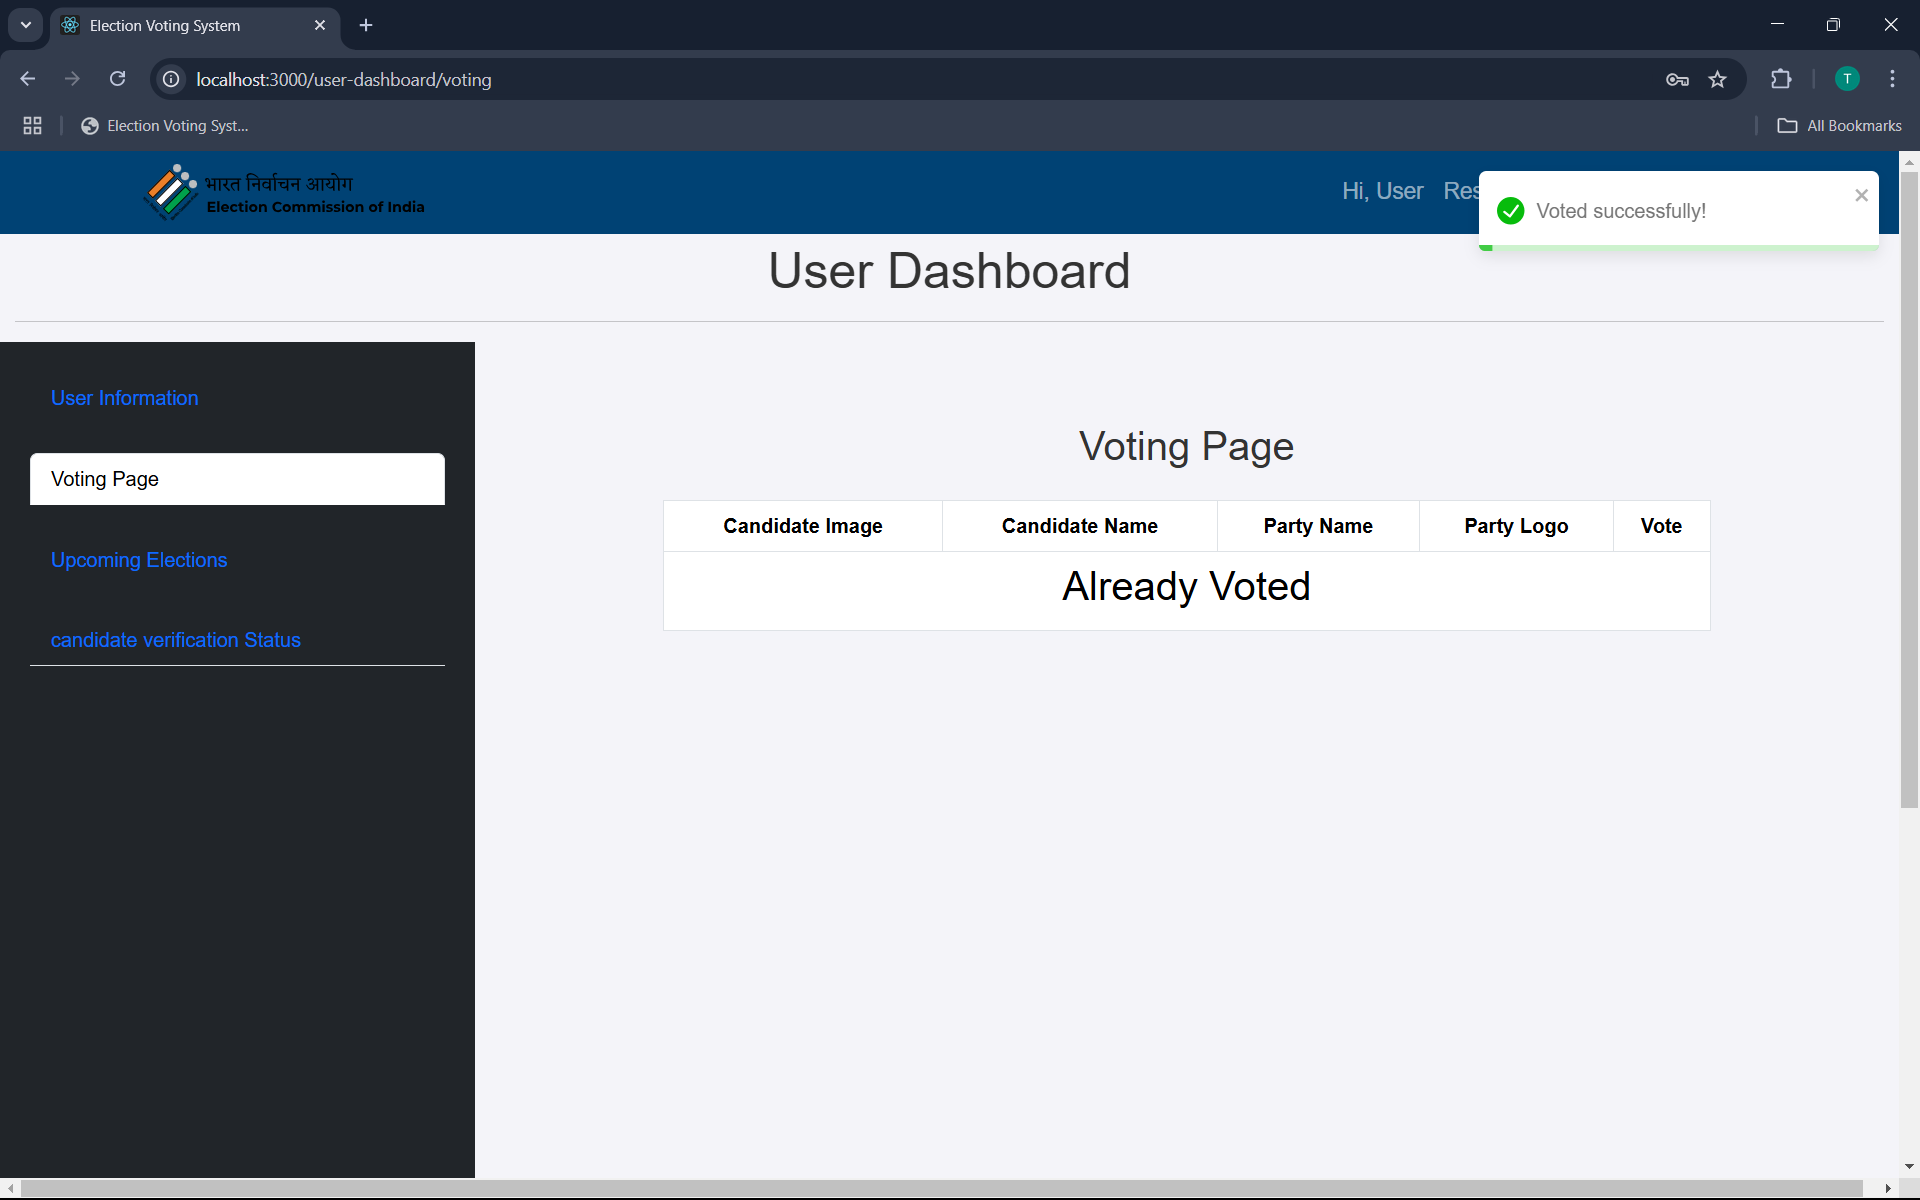 Election Voting System
localhost:3000/user-dashboard/voting
T
Election Voting Syst...
All Bookmarks
भारत निर्वाचन आयोग
Election Commission of India
Hi, User
Res
Voted successfully!
User Dashboard
User Information
Voting Page
Upcoming Elections
candidate verification Status
Voting Page
Candidate Image Candidate Name Party Name Party Logo Vote
Already Voted